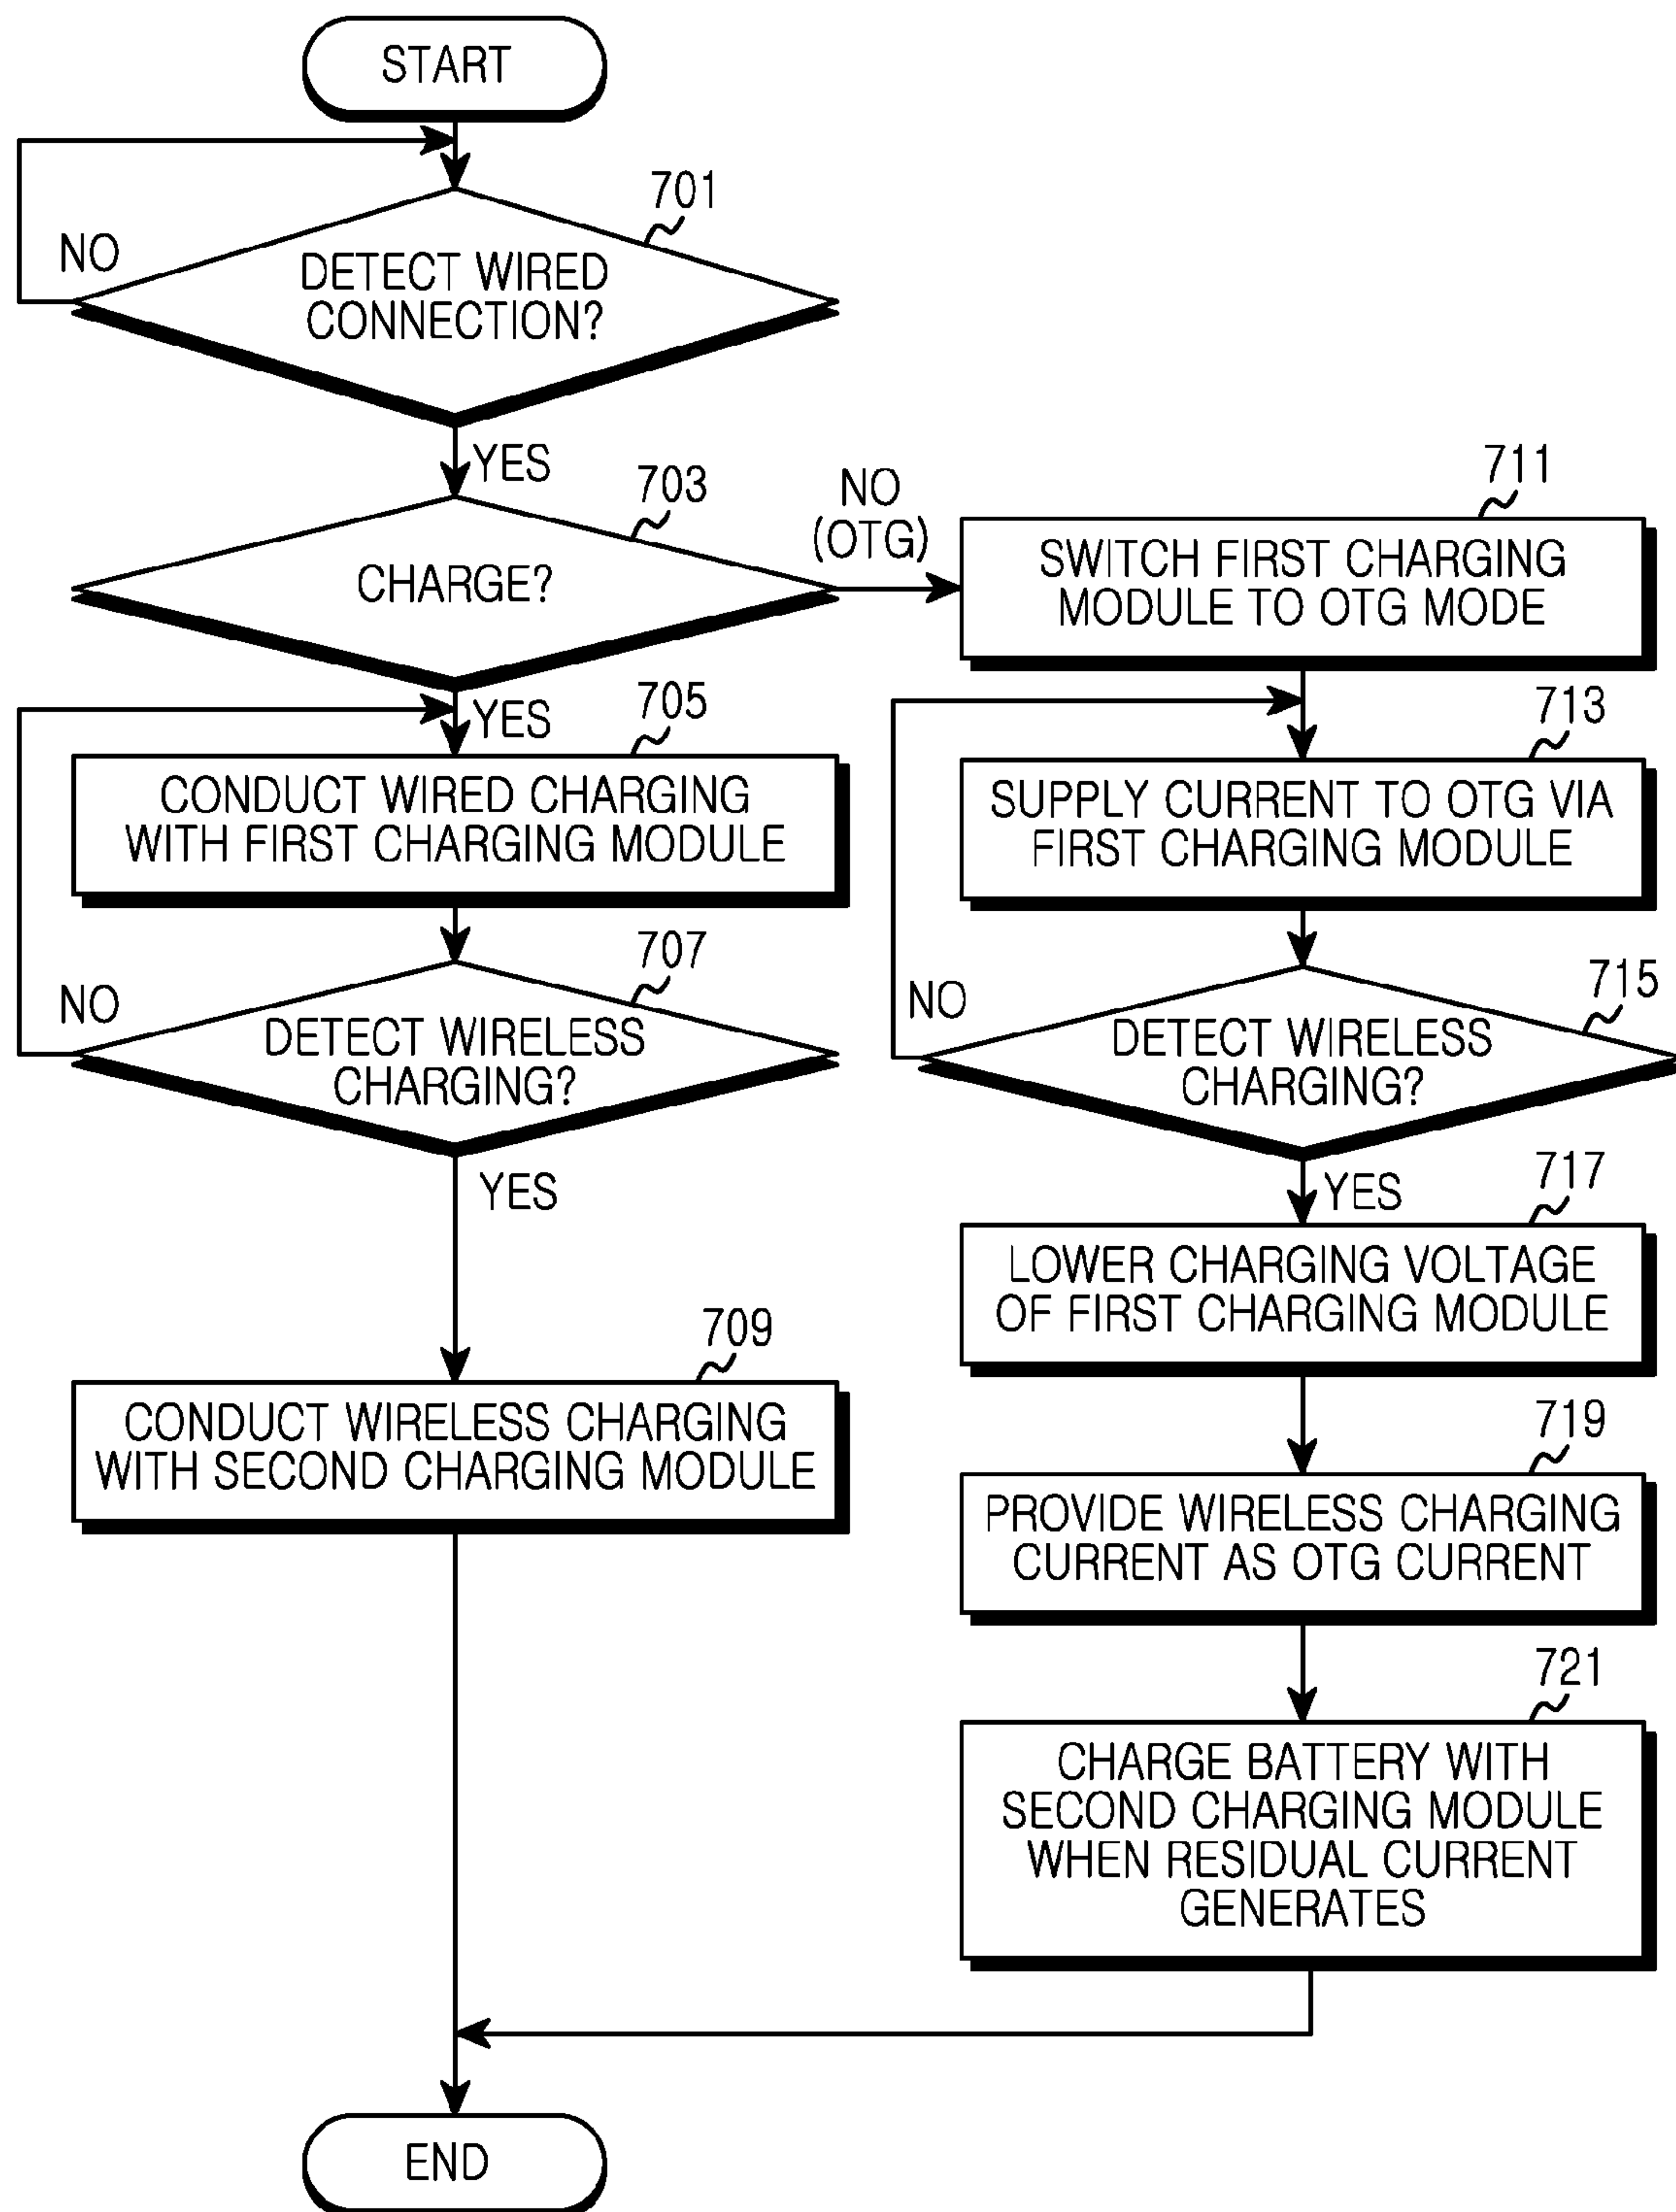 START
701
NO
DETECT WIRED
CONNECTION?
YES
703
NO
(OTG)
CHARGE?
YES
705
CONDUCT WIRED CHARGING
WITH FIRST CHARGING MODULE
707
NO
DETECT WIRELESS
CHARGING?
YES
709
CONDUCT WIRELESS CHARGING
WITH SECOND CHARGING MODULE
711
SWITCH FIRST CHARGING
MODULE TO OTG MODE
713
SUPPLY CURRENT TO OTG VIA
FIRST CHARGING MODULE
715
NO
DETECT WIRELESS
CHARGING?
YES
717
LOWER CHARGING VOLTAGE
OF FIRST CHARGING MODULE
719
PROVIDE WIRELESS CHARGING
CURRENT AS OTG CURRENT
721
CHARGE BATTERY WITH
SECOND CHARGING MODULE
WHEN RESIDUAL CURRENT
GENERATES
END